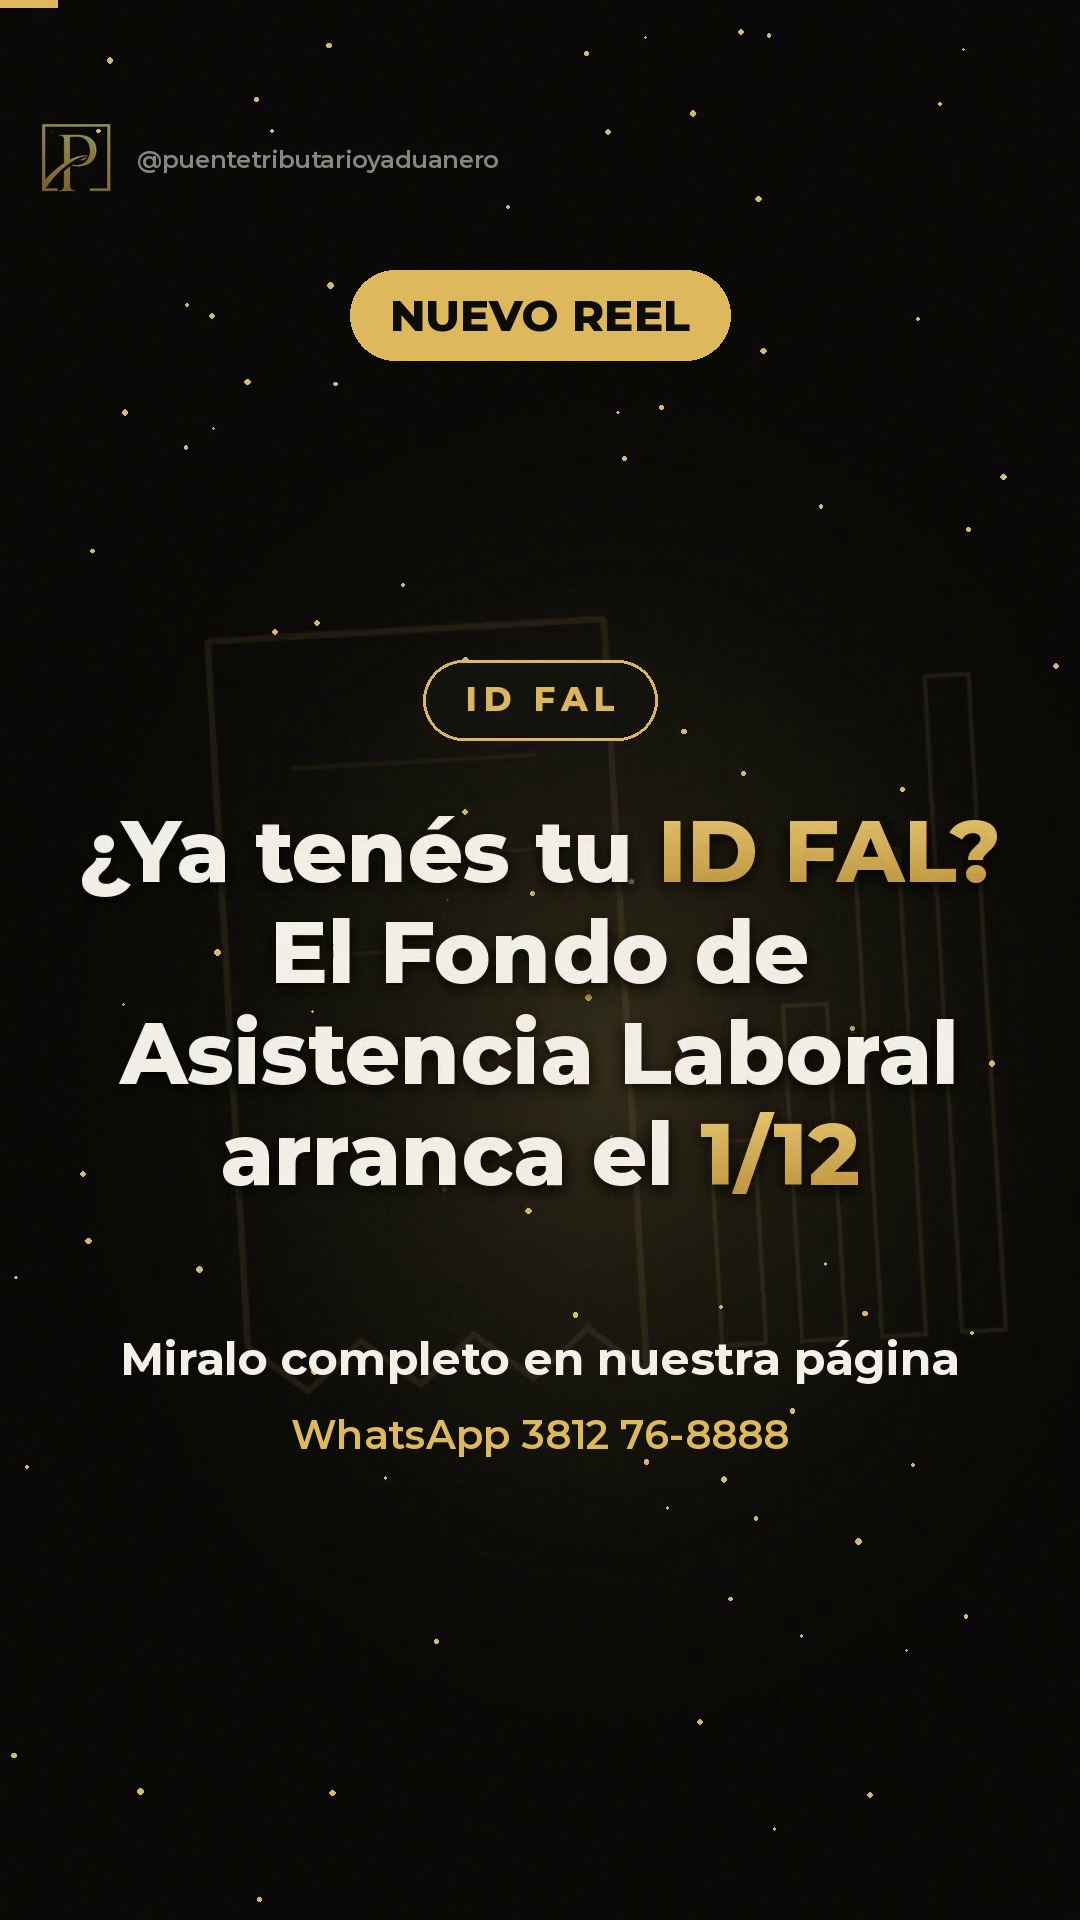 P
@puentetributarioyaduanero
NUEVO REEL
ID FAL
¿Ya tenés tu ID FAL?
El Fondo de
Asistencia Laboral
arranca el 1/12
Miralo completo en nuestra página
WhatsApp 3812 76-8888